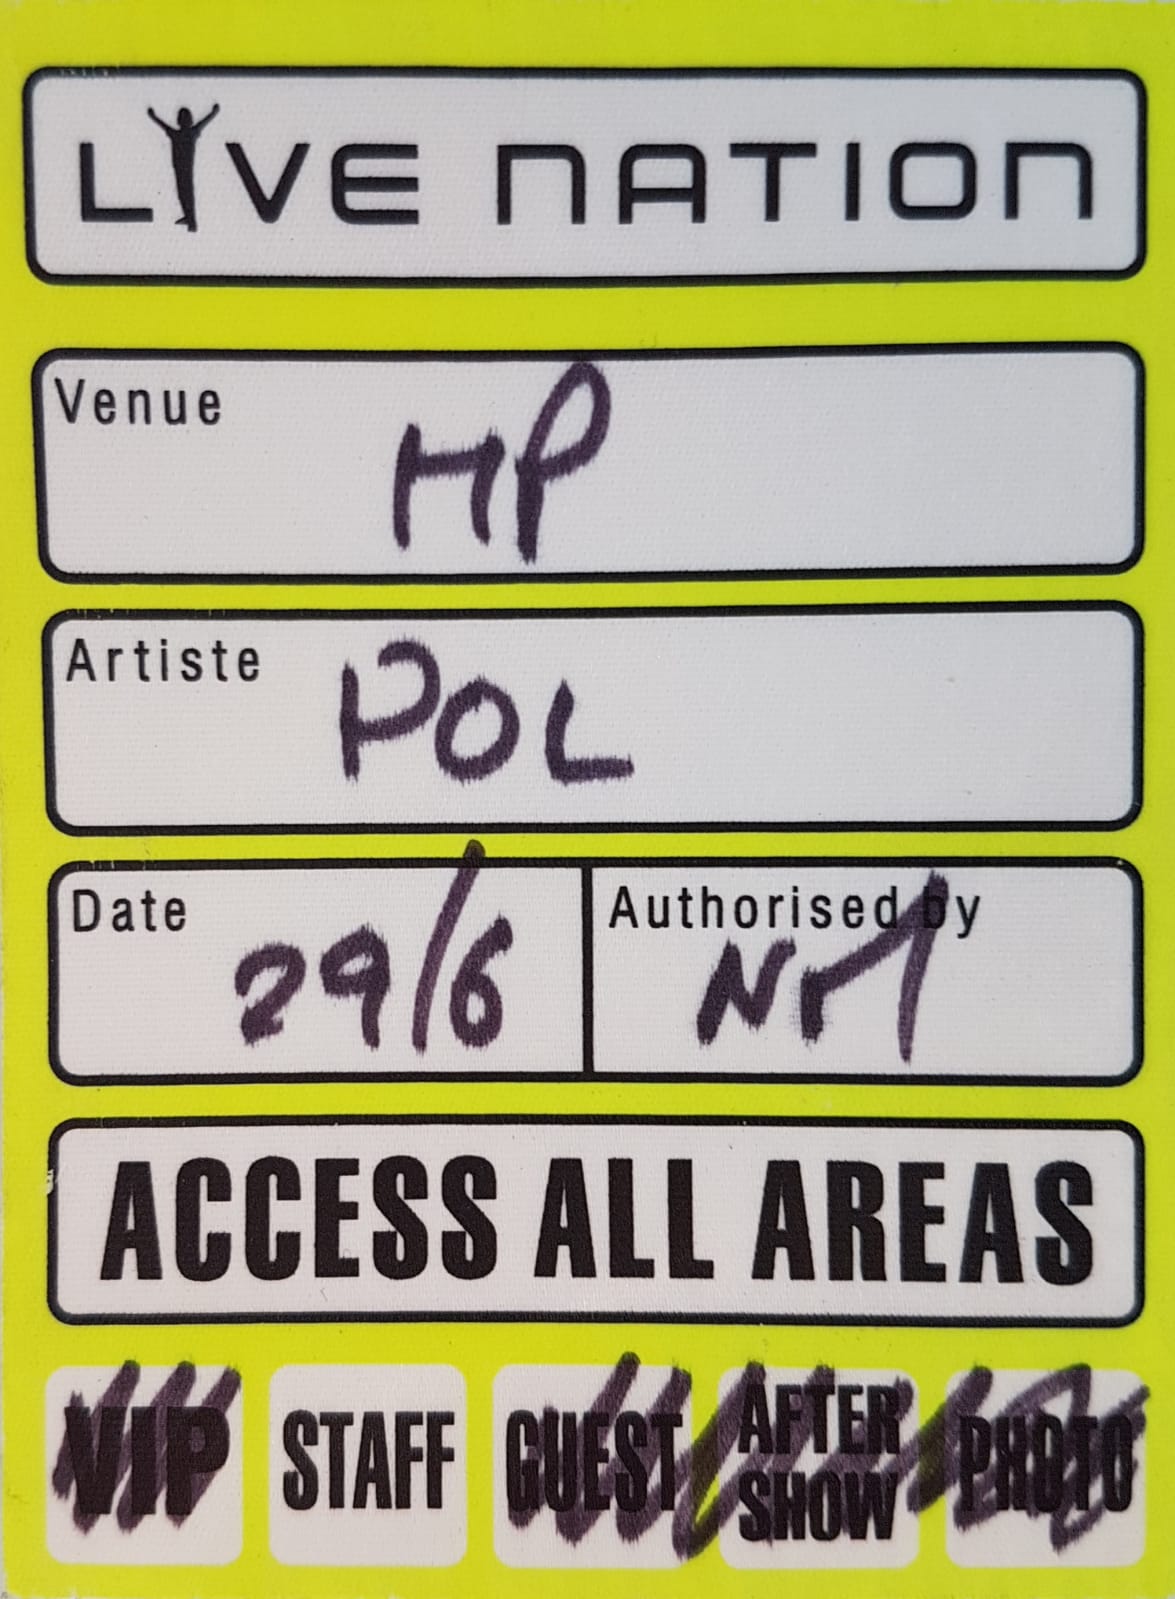 LIVE NATION
Venue
HP
Artiste
POL
Date
29/6
Authorised by
ACCESS ALL AREAS
VIP
STAFF
GUEST
AFTER
SHOW
PHOTO